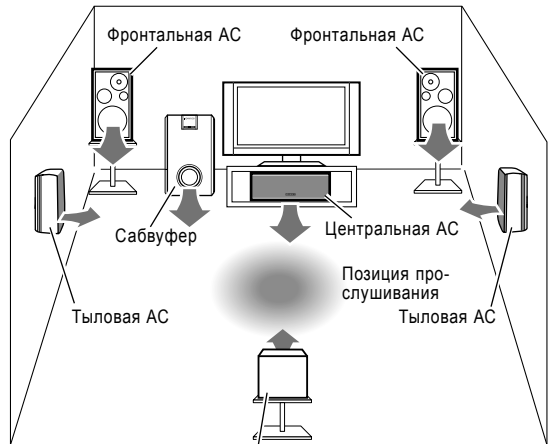 Фронтальная АС
Фронтальная АС
Сабвуфер
Центральная АС
Позиция про-
слушивания
Тыловая АС
Тыловая АС